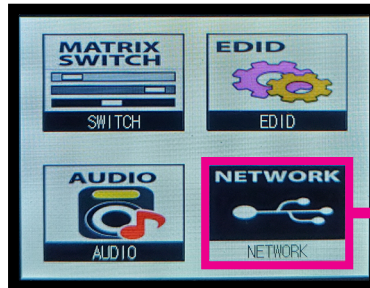 MATRIX
SWITCH
SWITCH
EDID
EDID
AUDIO
AUDIO
NETWORK
NETWORK